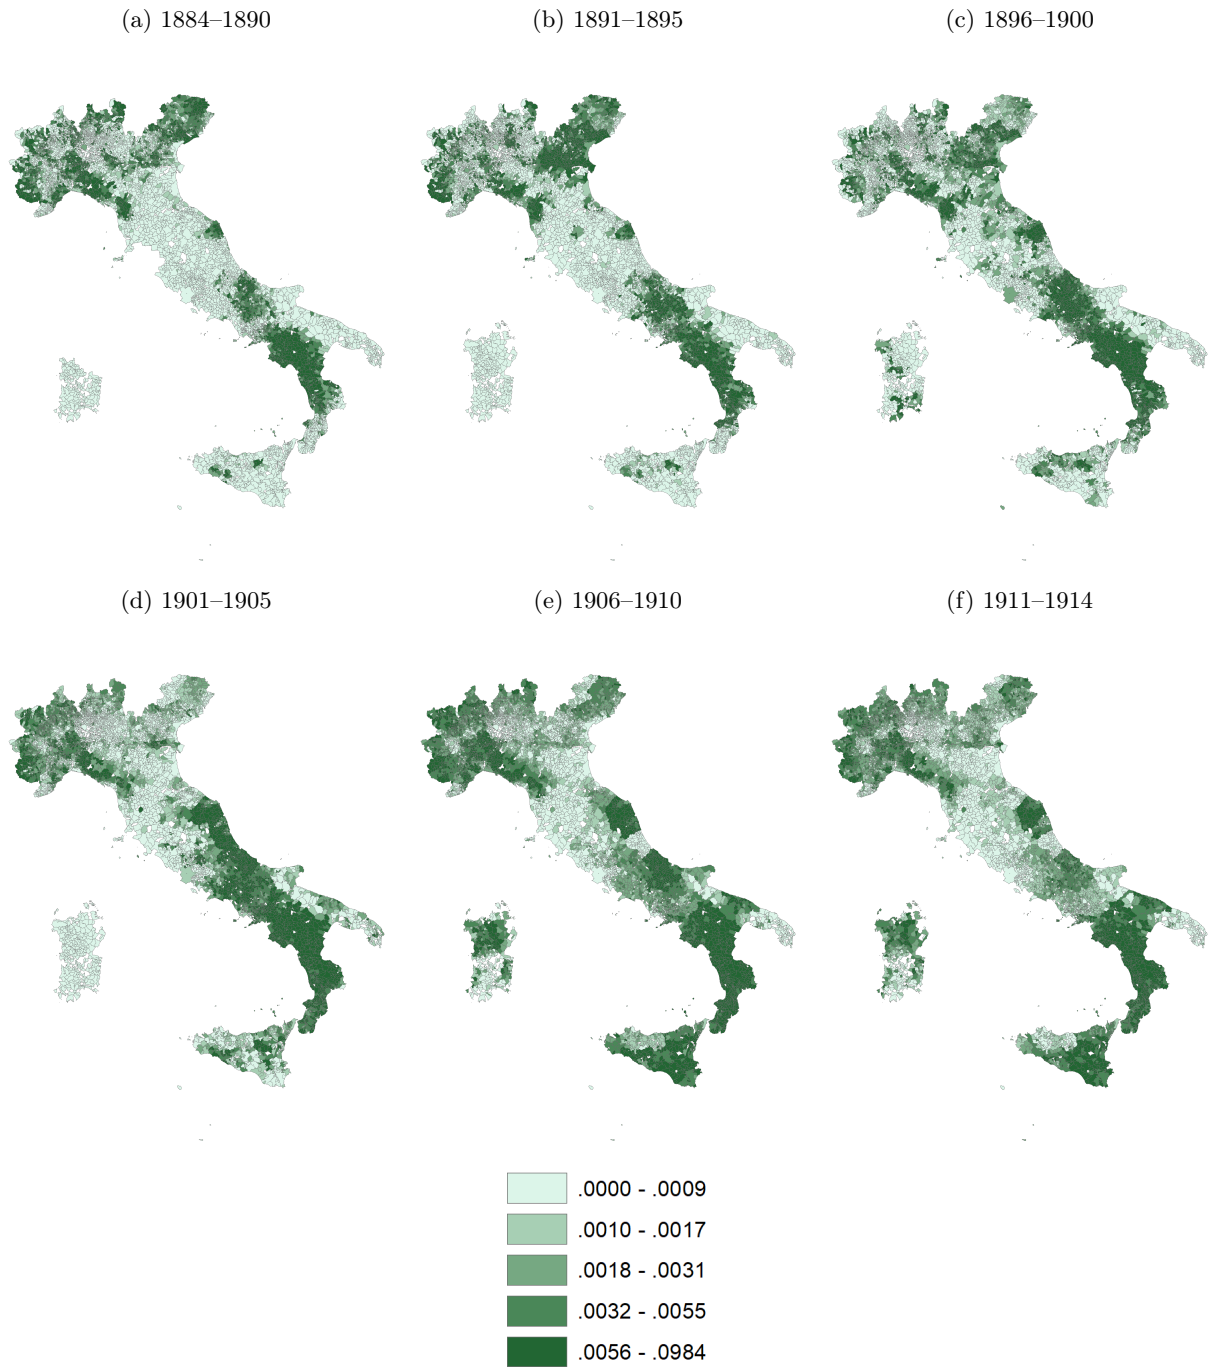 (a) 1884–1890
(b) 1891–1895
(c) 1896–1900
(d) 1901–1905
(e) 1906–1910
(f) 1911–1914
.0000 - .0009
.0010 - .0017
.0018 - .0031
.0032 - .0055
.0056 - .0984